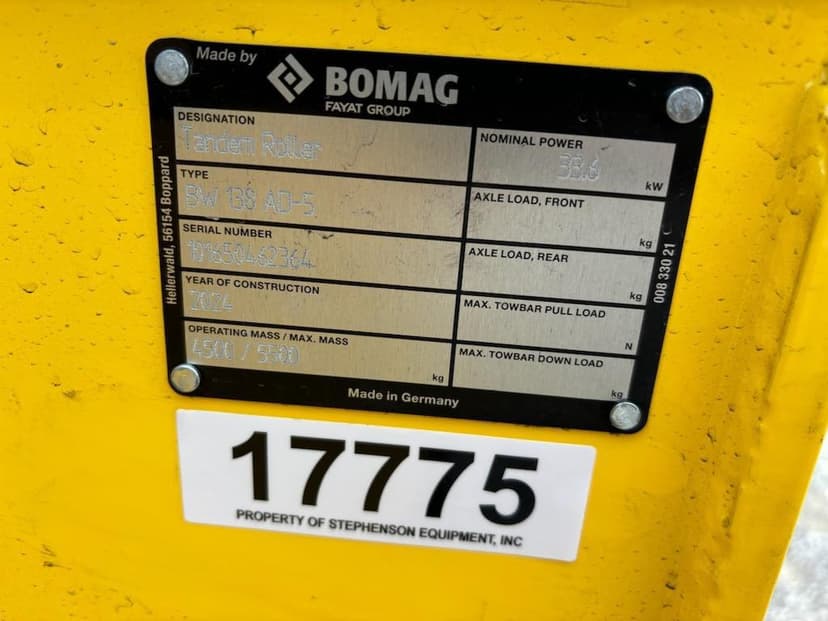 Made by
BOMAG
FAYAT GROUP
DESIGNATION
Tandem Roller
NOMINAL POWER
33.6
kW
TYPE
BW 138 AD-5
AXLE LOAD, FRONT
kg
SERIAL NUMBER
101650462364
AXLE LOAD, REAR
kg
YEAR OF CONSTRUCTION
2024
MAX. TOWBAR PULL LOAD
N
OPERATING MASS / MAX. MASS
4500 / 5500
kg
MAX. TOWBAR DOWN LOAD
kg
Hellerwald, 56154 Boppard
008 330 21
Made in Germany
17775
PROPERTY OF STEPHENSON EQUIPMENT, INC